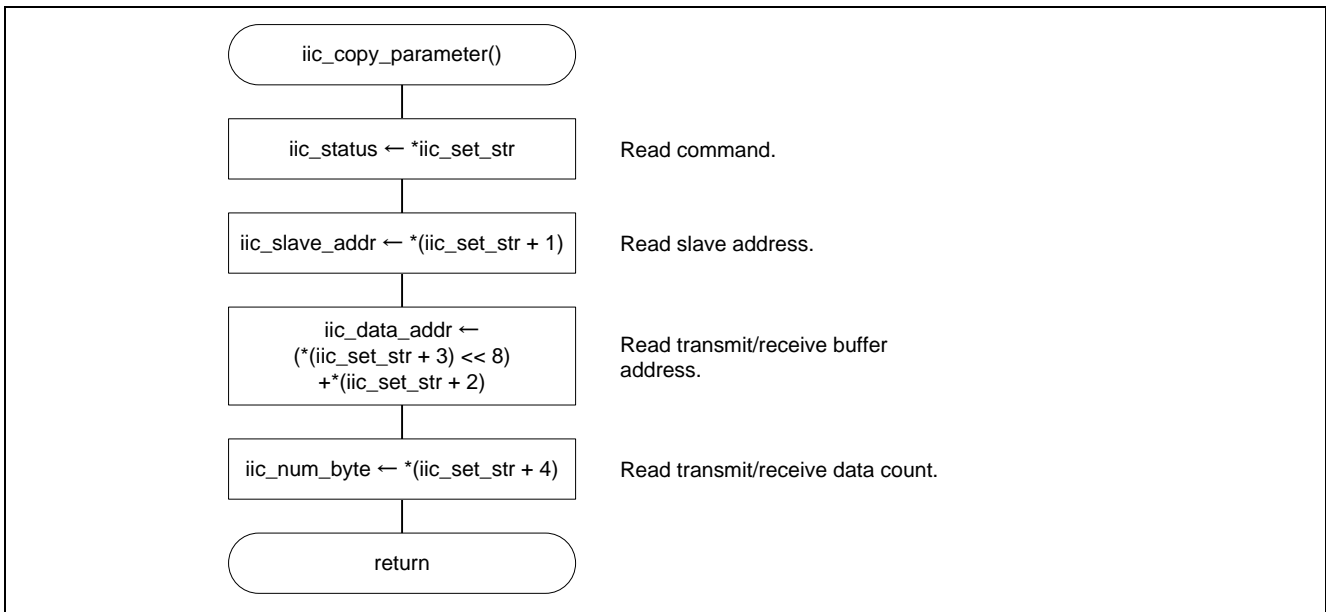 iic_copy_parameter()
iic_status ← *iic_set_str
Read command.
iic_slave_addr ← *(iic_set_str + 1)
Read slave address.
iic_data_addr ←
(*(iic_set_str + 3) << 8)
+*(iic_set_str + 2)
Read transmit/receive buffer
address.
iic_num_byte ← *(iic_set_str + 4)
Read transmit/receive data count.
return